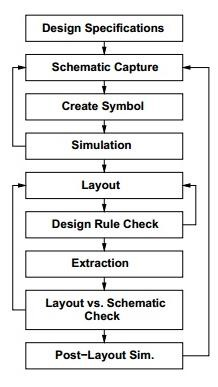 Design Specifications
Schematic Capture
Create Symbol
Simulation
Layout
Design Rule Check
Extraction
Layout vs. Schematic
Check
Post−Layout Sim.